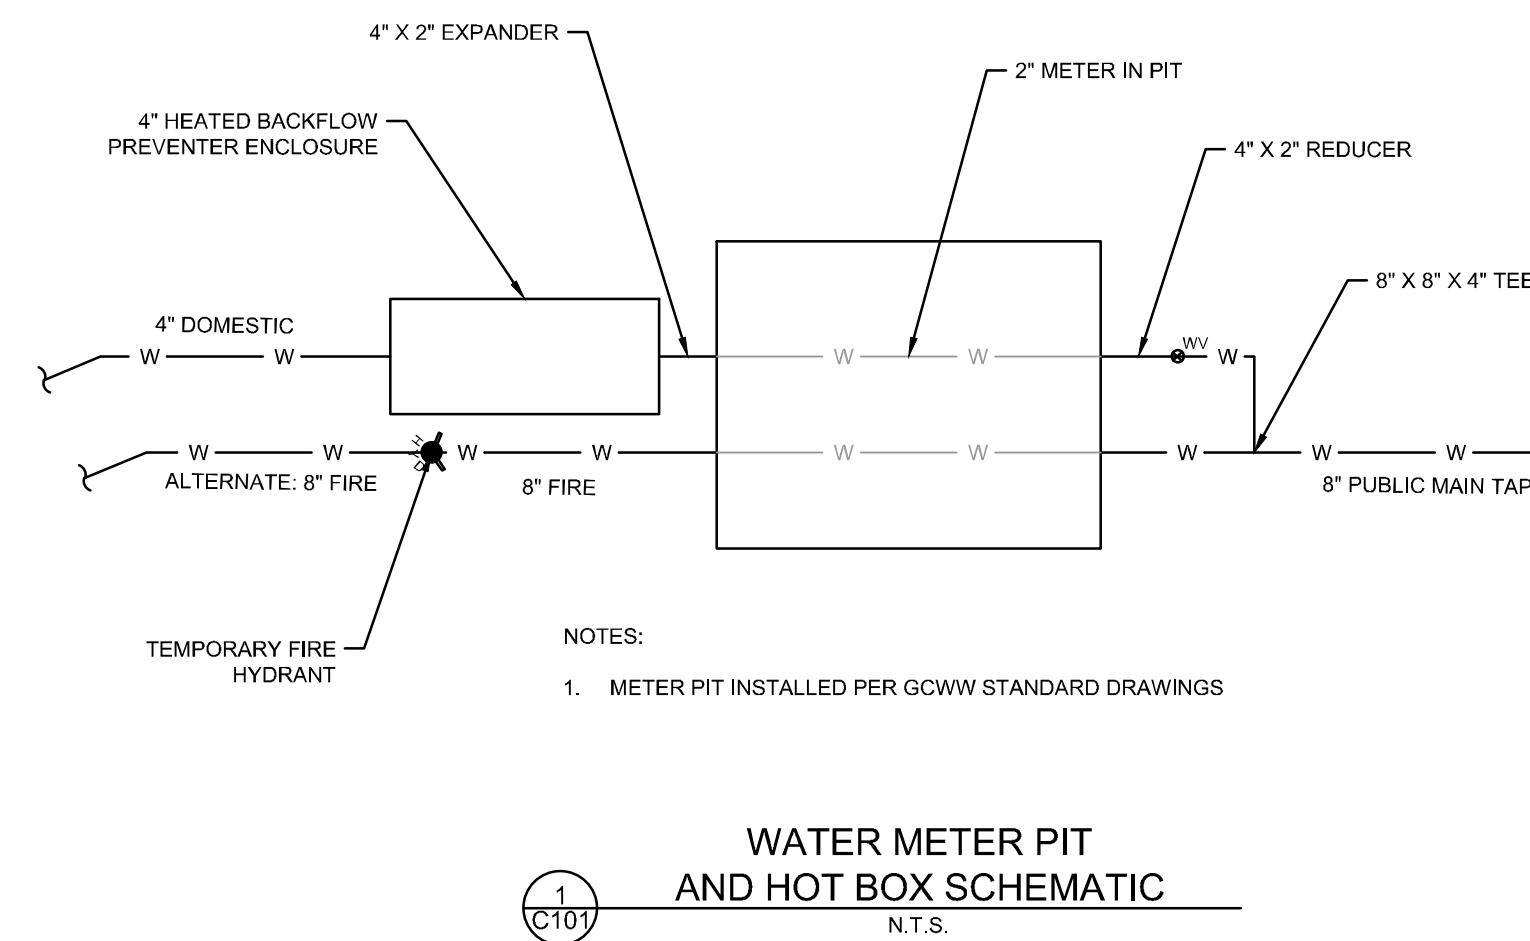 4" X 2" EXPANDER
2" METER IN PIT
4" HEATED BACKFLOW
PREVENTER ENCLOSURE
4" X 2" REDUCER
8" X 8" X 4" TEE
4" DOMESTIC
WV
W W W W W
HYD
W W W W W W W W W
ALTERNATE: 8" FIRE
8" FIRE
8" PUBLIC MAIN TAP
TEMPORARY FIRE
HYDRANT
NOTES:
1. METER PIT INSTALLED PER GCWW STANDARD DRAWINGS
WATER METER PIT
AND HOT BOX SCHEMATIC
1
C101
N.T.S.